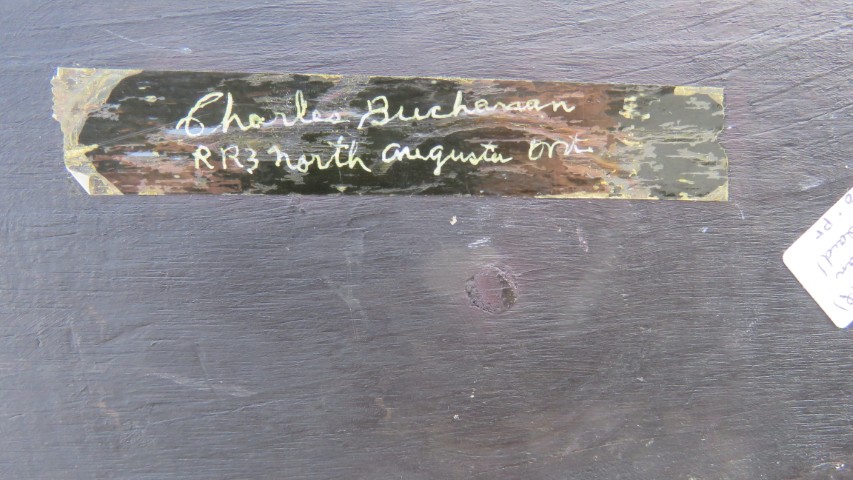 Charles Buchanan
RR3 North Augusta Ont.